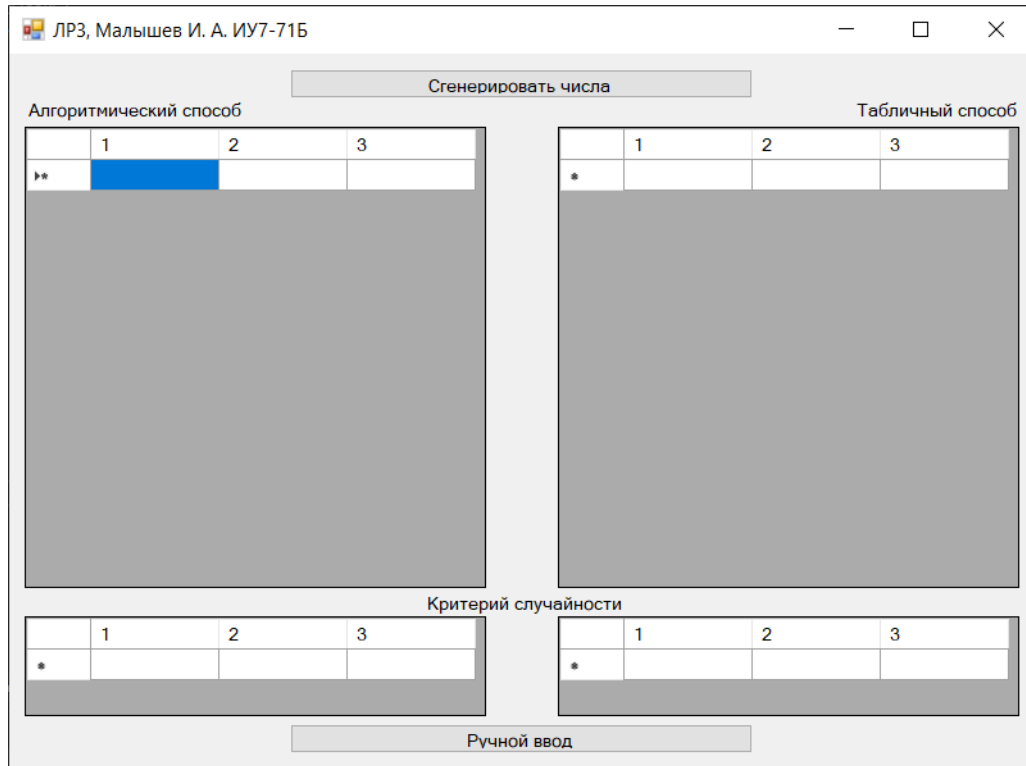 ЛР3, Малышев И. А. ИУ7-71Б
Сгенерировать числа
Алгоритмический способ
Табличный способ
1 2 3
1 2 3
Критерий случайности
1 2 3
1 2 3
Ручной ввод